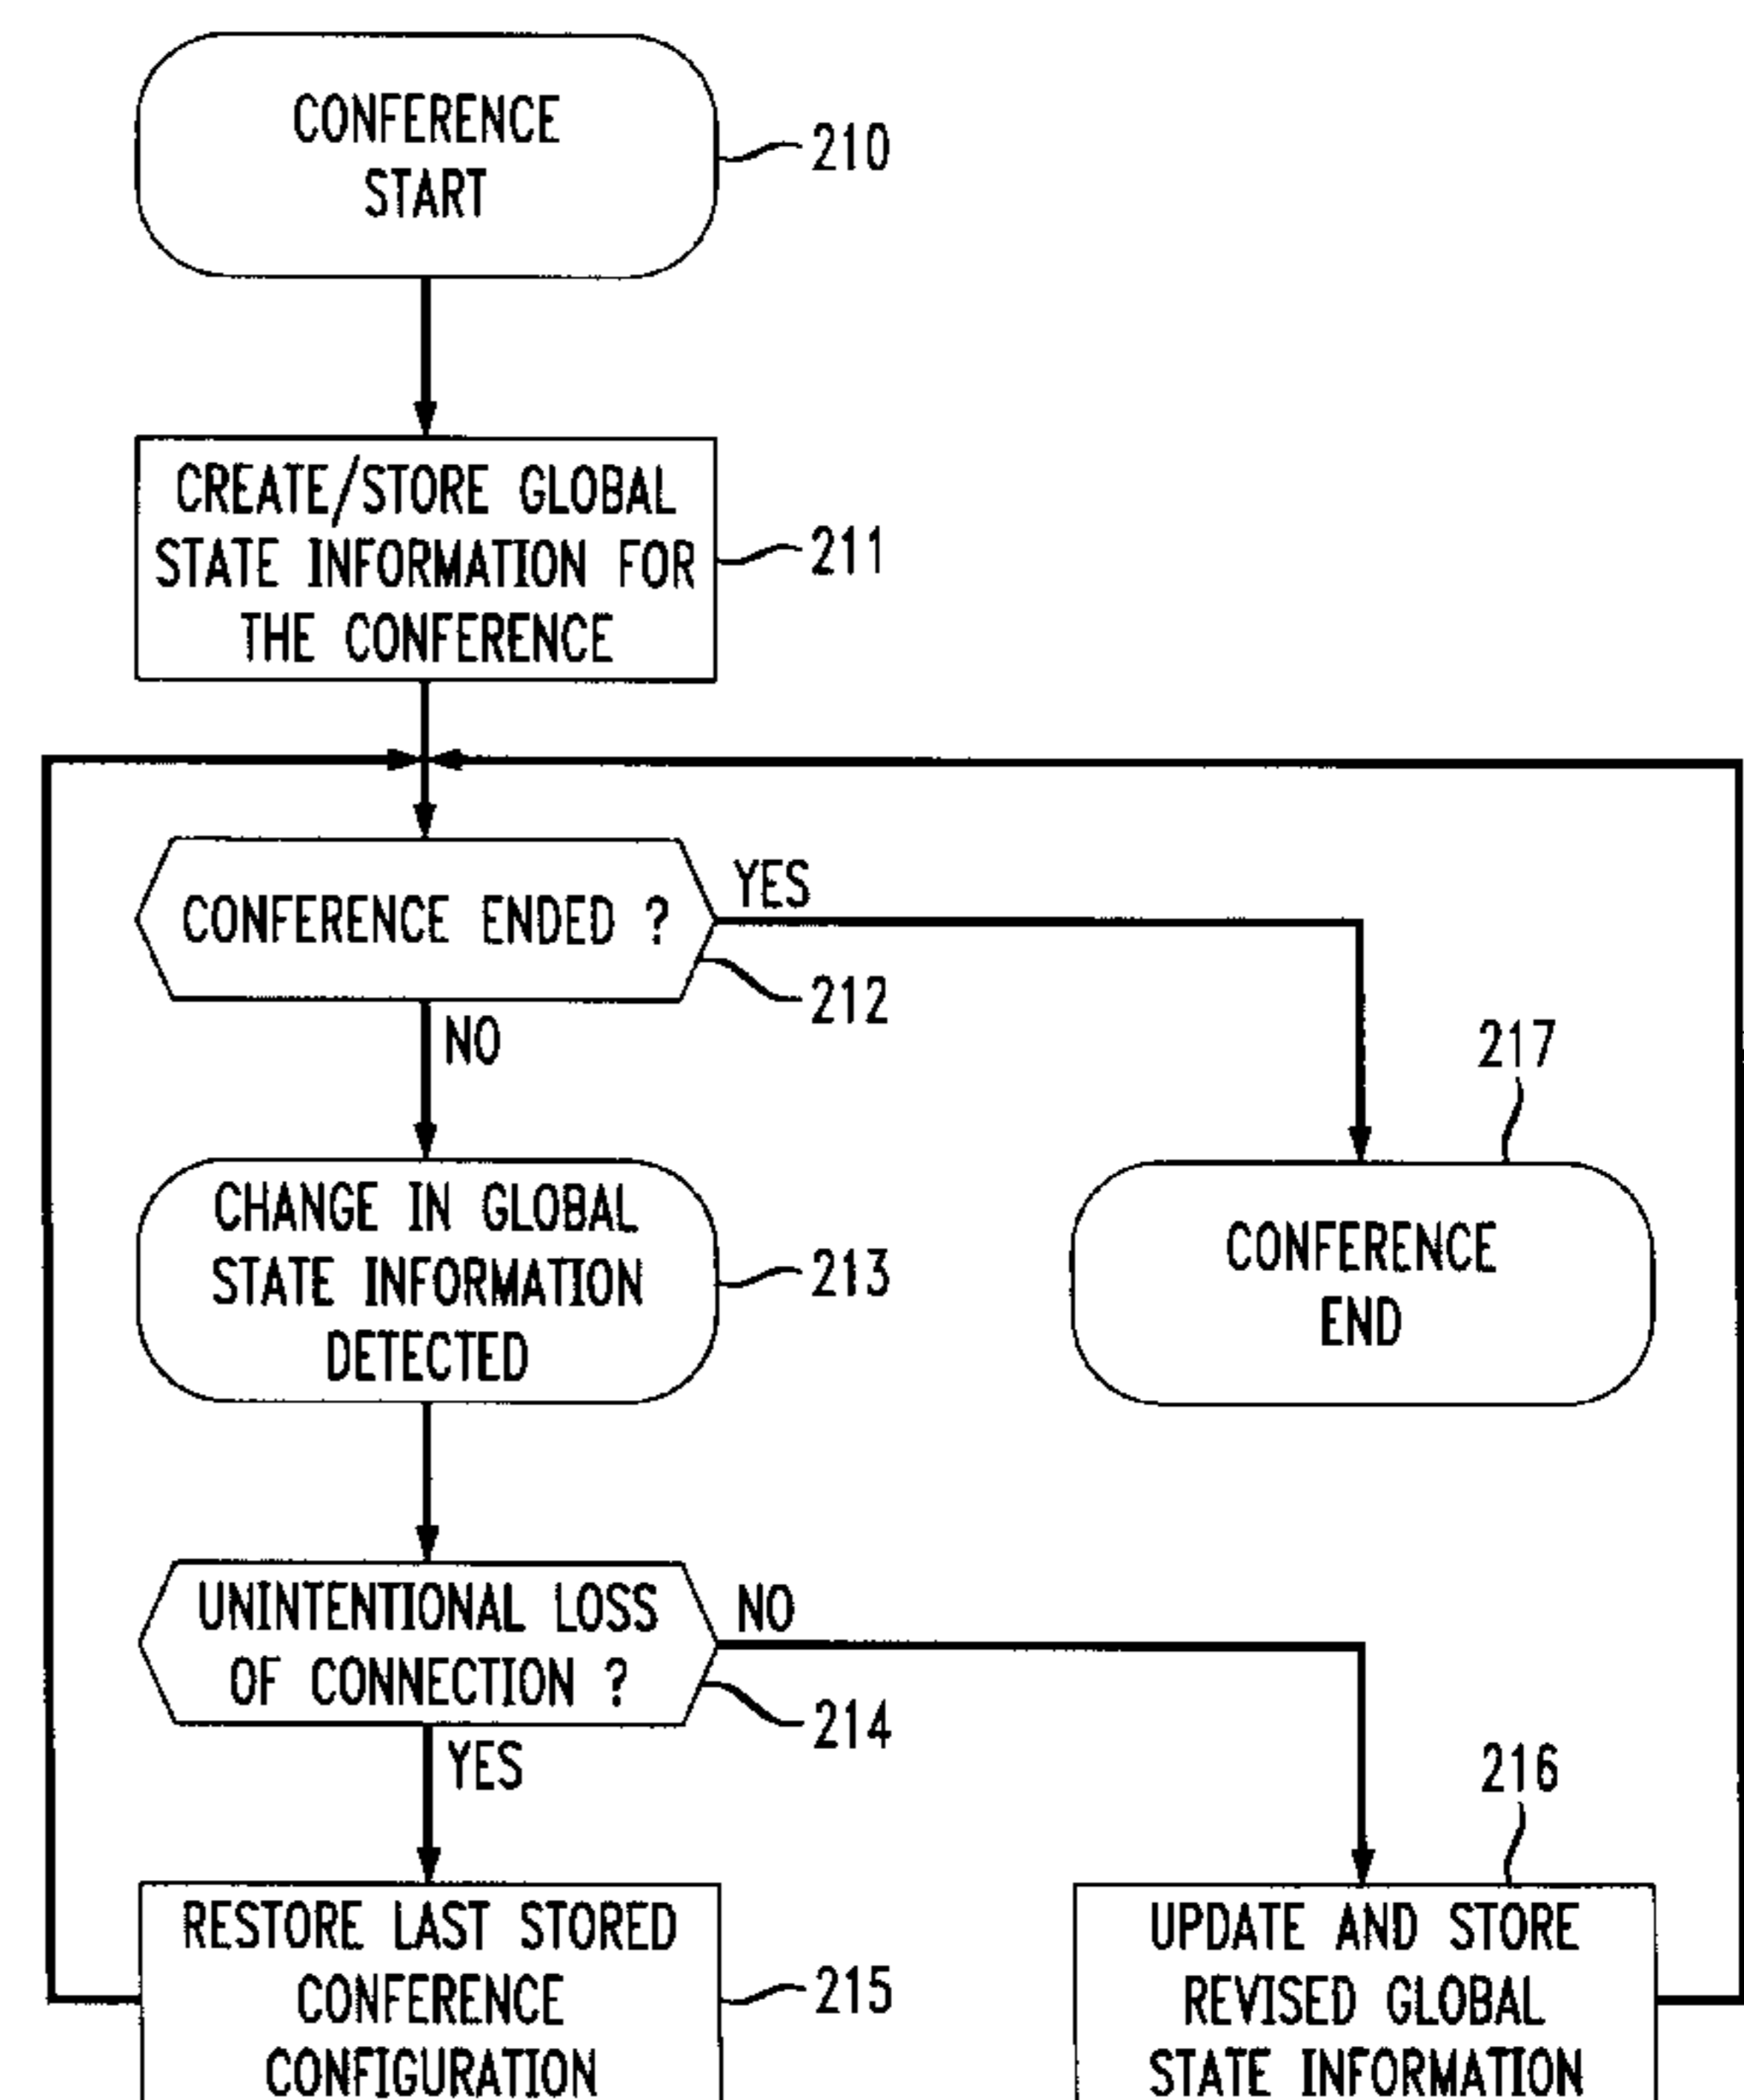 CONFERENCE
START
210
CREATE/STORE GLOBAL
STATE INFORMATION FOR
THE CONFERENCE
211
CONFERENCE ENDED ?
YES
212
NO
217
CHANGE IN GLOBAL
STATE INFORMATION
DETECTED
213
CONFERENCE
END
UNINTENTIONAL LOSS
OF CONNECTION ?
NO
214
YES
216
RESTORE LAST STORED
CONFERENCE
CONFIGURATION
215
UPDATE AND STORE
REVISED GLOBAL
STATE INFORMATION